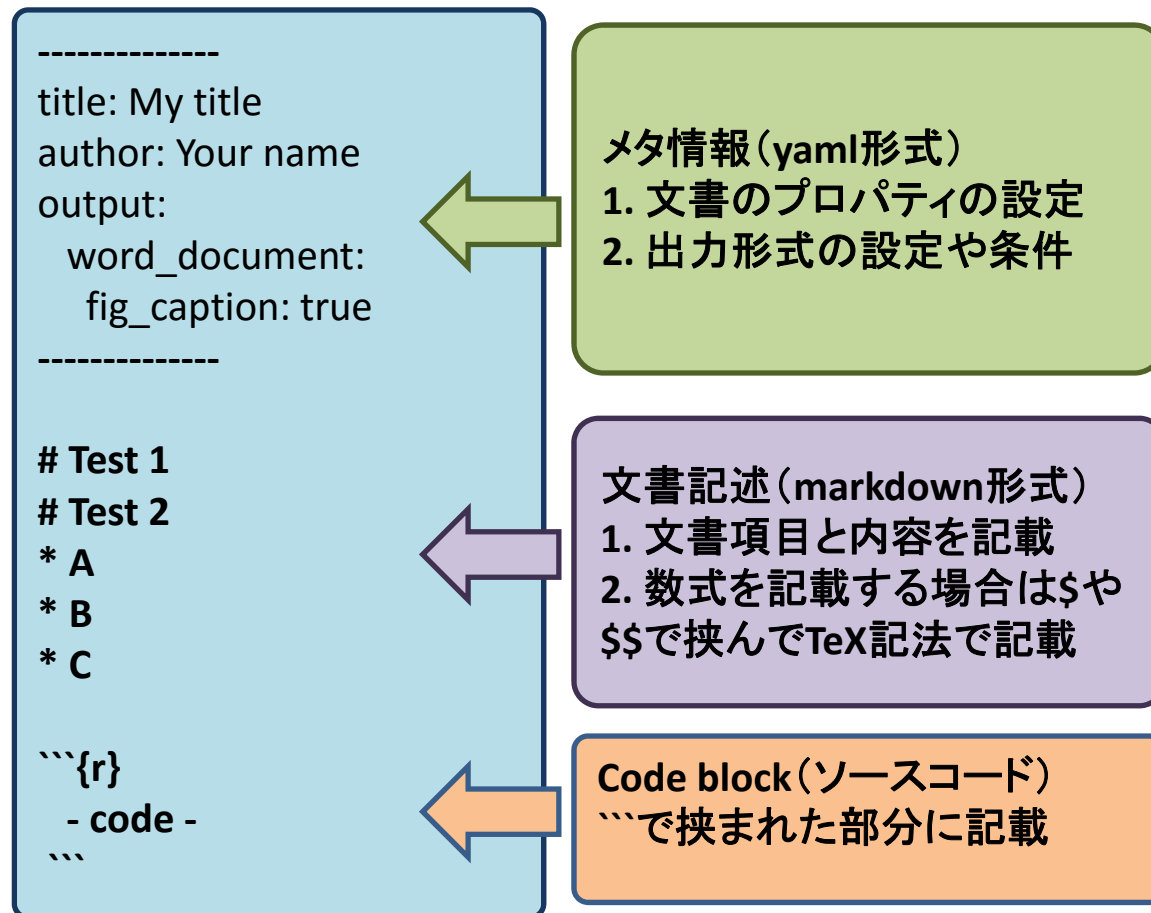 --------------
title: My title
author: Your name
output:
  word_document:
    fig_caption: true
--------------
# Test 1
# Test 2
* A
* B
* C
```{r}
  - code -
```
メタ情報（yaml形式）
1. 文書のプロパティの設定
2. 出力形式の設定や条件
文書記述（markdown形式）
1. 文書項目と内容を記載
2. 数式を記載する場合は$や
$$で挟んでTeX記法で記載
Code block（ソースコード）
```で挟まれた部分に記載